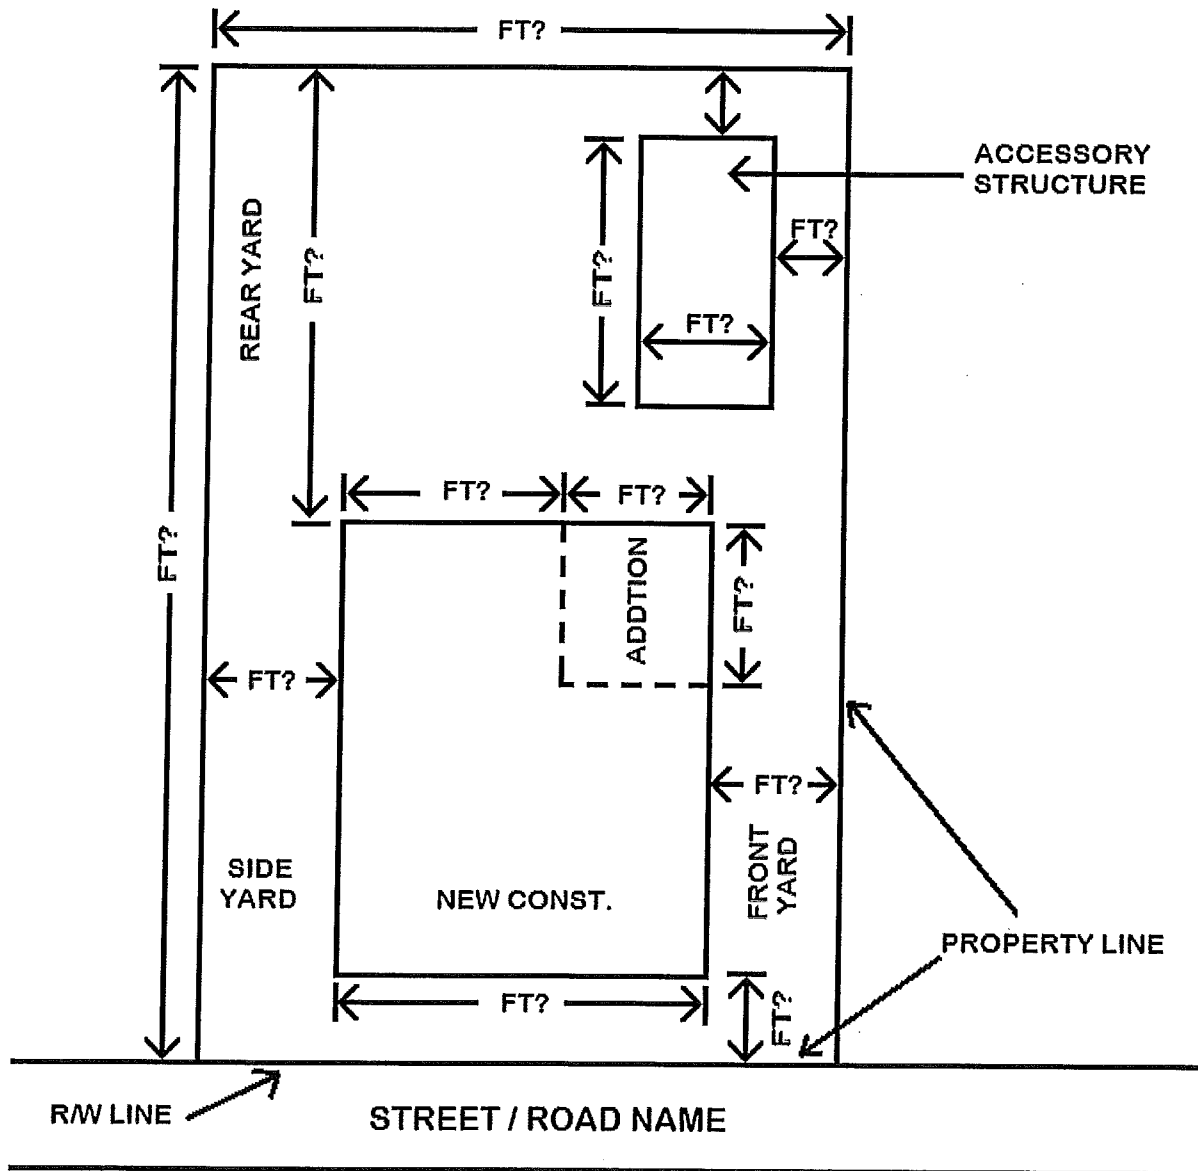 FT?
ACCESSORY
STRUCTURE
FT?
REAR YARD
FT?
FT?
FT?
FT?
FT?
FT?
ADDTION
FT?
FT?
FT?
SIDE
YARD
FRONT
YARD
NEW CONST.
PROPERTY LINE
FT?
FT?
R/W LINE
STREET / ROAD NAME